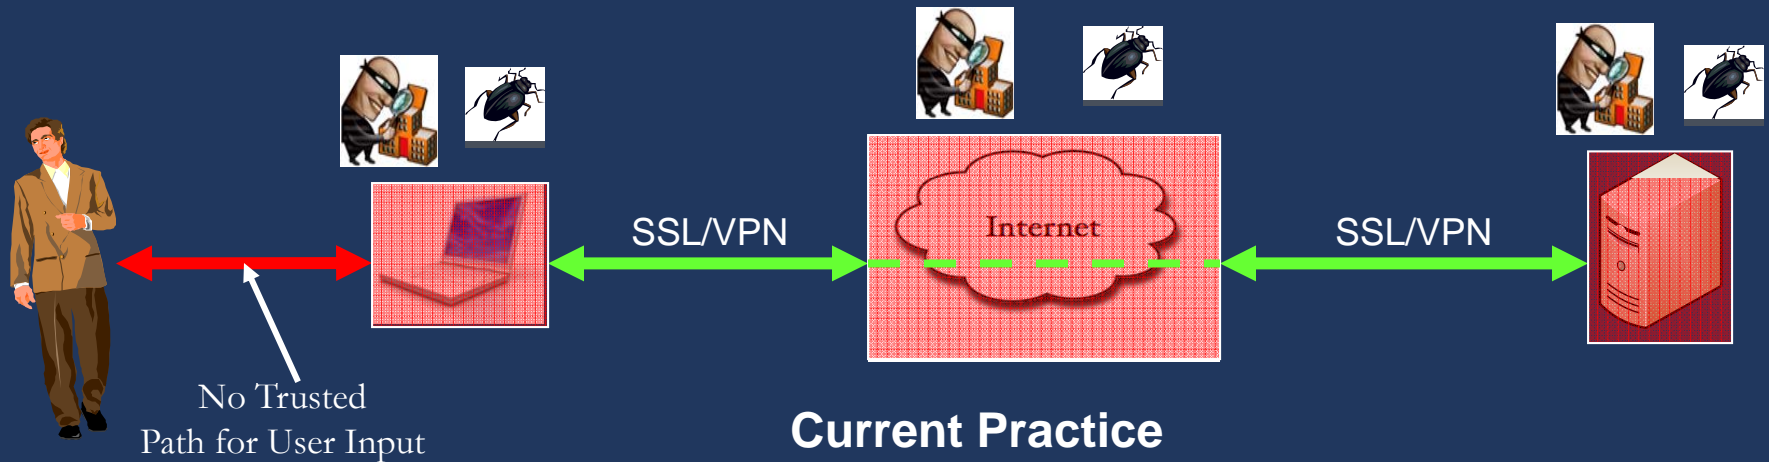 SSL/VPN
Internet
SSL/VPN
No Trusted
Path for User Input
Current Practice